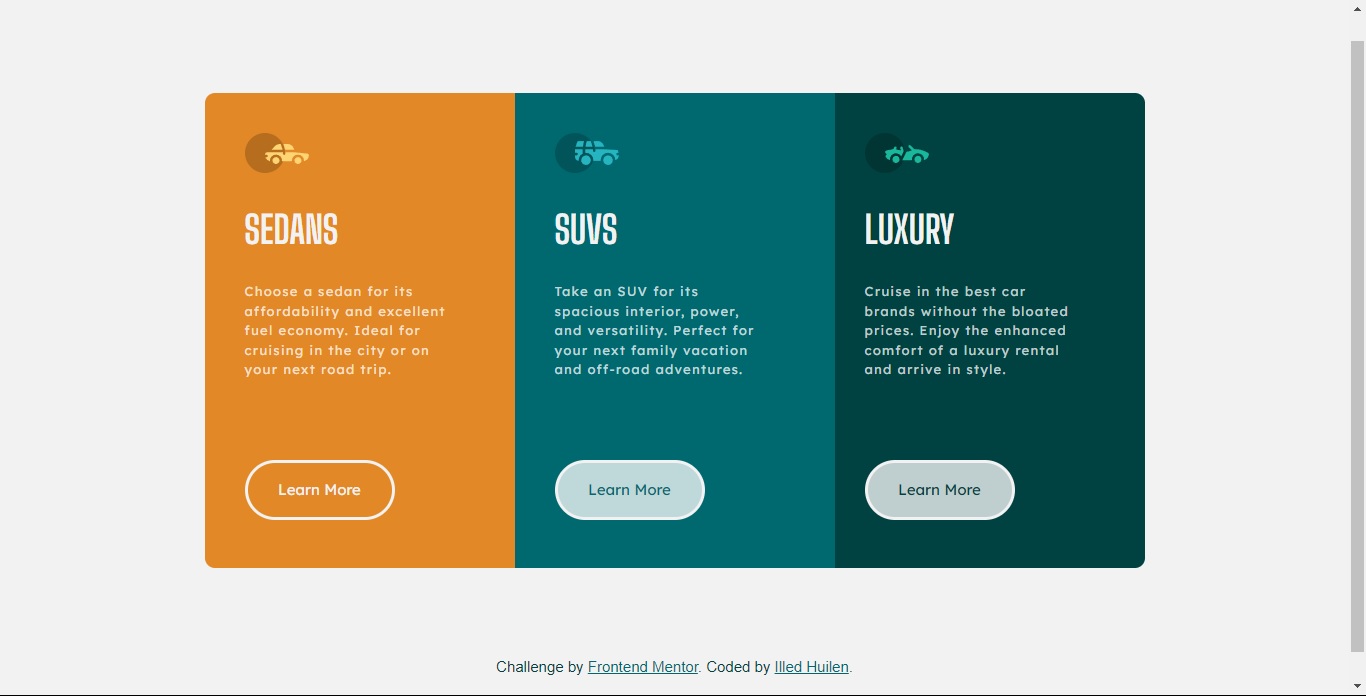 SEDANS
Choose a sedan for its
affordability and excellent
fuel economy. Ideal for
cruising in the city or on
your next road trip.
Learn More
SUVS
Take an SUV for its
spacious interior, power,
and versatility. Perfect for
your next family vacation
and off-road adventures.
Learn More
LUXURY
Cruise in the best car
brands without the bloated
prices. Enjoy the enhanced
comfort of a luxury rental
and arrive in style.
Learn More
Challenge by Frontend Mentor. Coded by Illed Huilen.